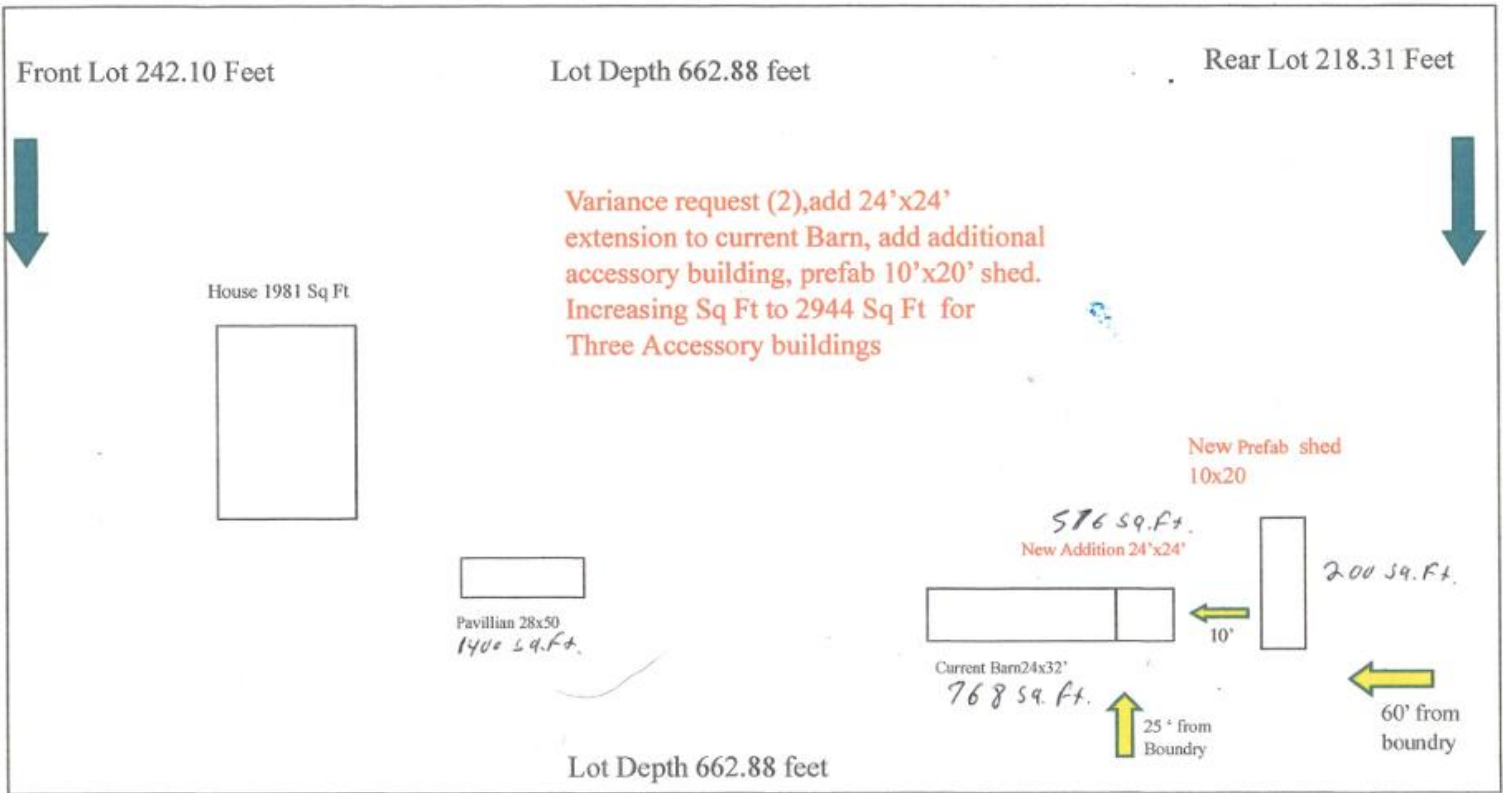 Front Lot 242.10 Feet
Lot Depth 662.88 feet
Rear Lot 218.31 Feet
Variance request (2),add 24’x24’
extension to current Barn, add additional
accessory building, prefab 10’x20’ shed.
Increasing Sq Ft to 2944 Sq Ft for
Three Accessory buildings
House 1981 Sq Ft
New Prefab shed
10x20
576 sq.Ft.
New Addition 24’x24’
200 sq.Ft.
Pavillian 28x50
1400 sq.ft.
10’
Current Barn24x32’
768 sq. ft.
25 ‘ from
Boundry
60’ from
boundry
Lot Depth 662.88 feet